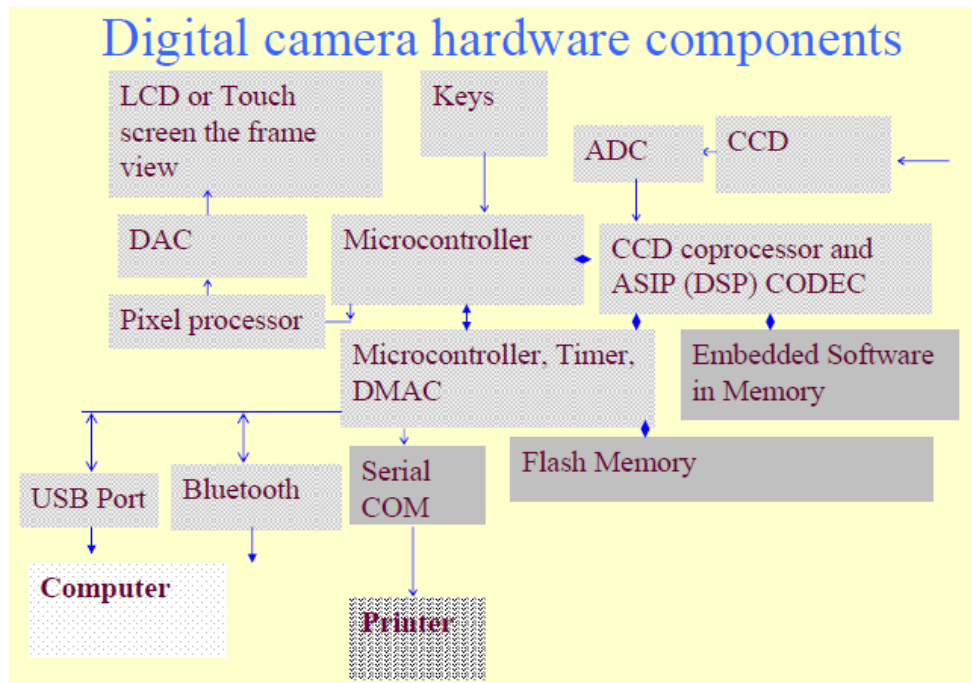 Digital camera hardware components
LCD or Touch
screen the frame
view
Keys
ADC
CCD
DAC
Microcontroller
CCD coprocessor and
ASIP (DSP) CODEC
Pixel processor
Microcontroller, Timer,
DMAC
Embedded Software
in Memory
USB Port
Bluetooth
Serial
COM
Flash Memory
Computer
Printer